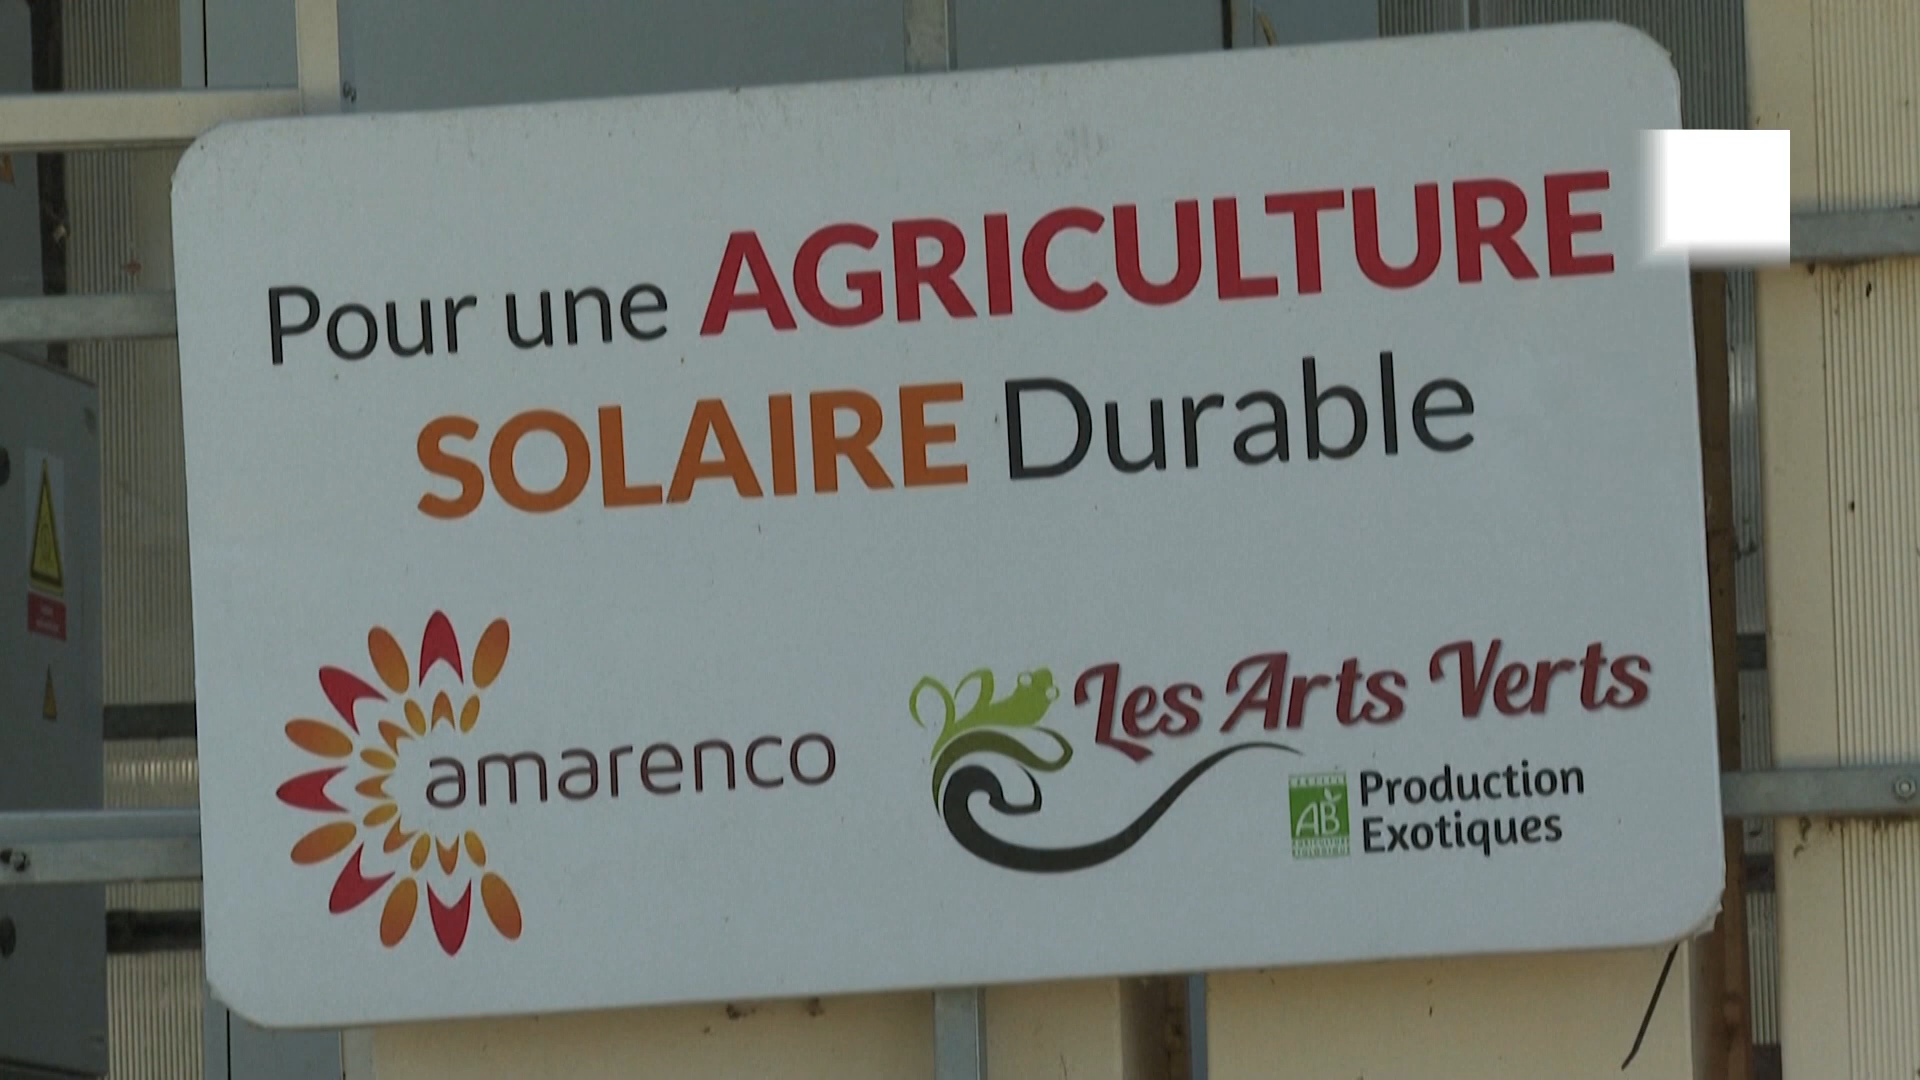 Pour une AGRICULTURE
SOLAIRE Durable
amarenco
Les Arts Verts
AB
Production
Exotiques